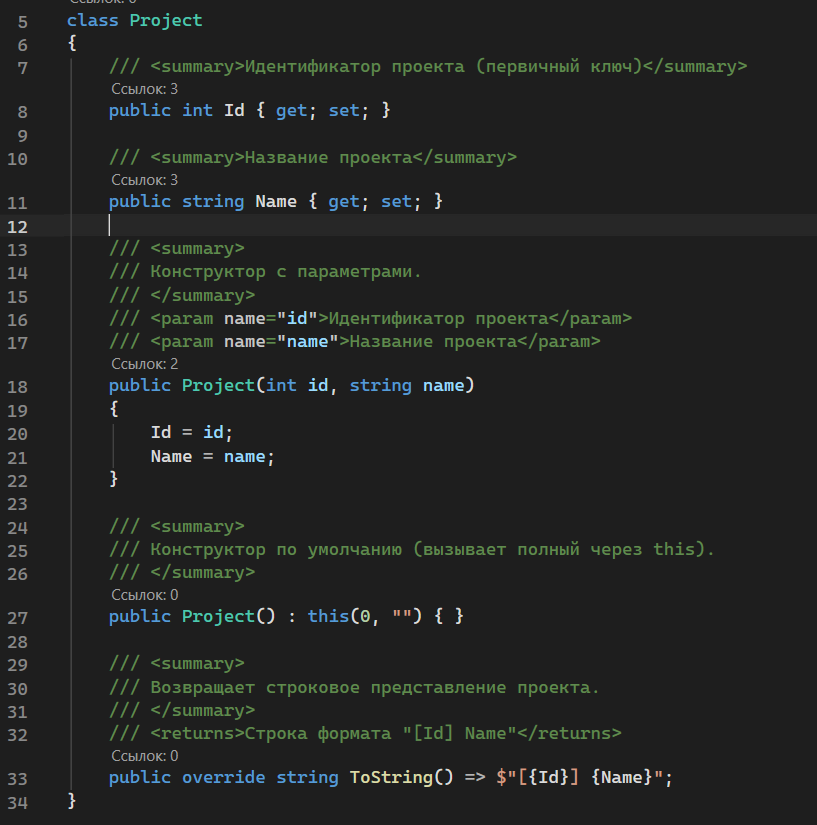 Ссылок: 0
5 class Project
6 {
7 /// <summary>Идентификатор проекта (первичный ключ)</summary>
Ссылок: 3
8 public int Id { get; set; }
9
10 /// <summary>Название проекта</summary>
Ссылок: 3
11 public string Name { get; set; }
12
13 /// <summary>
14 /// Конструктор с параметрами.
15 /// </summary>
16 /// <param name="id">Идентификатор проекта</param>
17 /// <param name="name">Название проекта</param>
Ссылок: 2
18 public Project(int id, string name)
19 {
20 Id = id;
21 Name = name;
22 }
23
24 /// <summary>
25 /// Конструктор по умолчанию (вызывает полный через this).
26 /// </summary>
Ссылок: 0
27 public Project() : this(0, "") { }
28
29 /// <summary>
30 /// Возвращает строковое представление проекта.
31 /// </summary>
32 /// <returns>Строка формата "[Id] Name"</returns>
Ссылок: 0
33 public override string ToString() => $"[{Id}] {Name}";
34 }